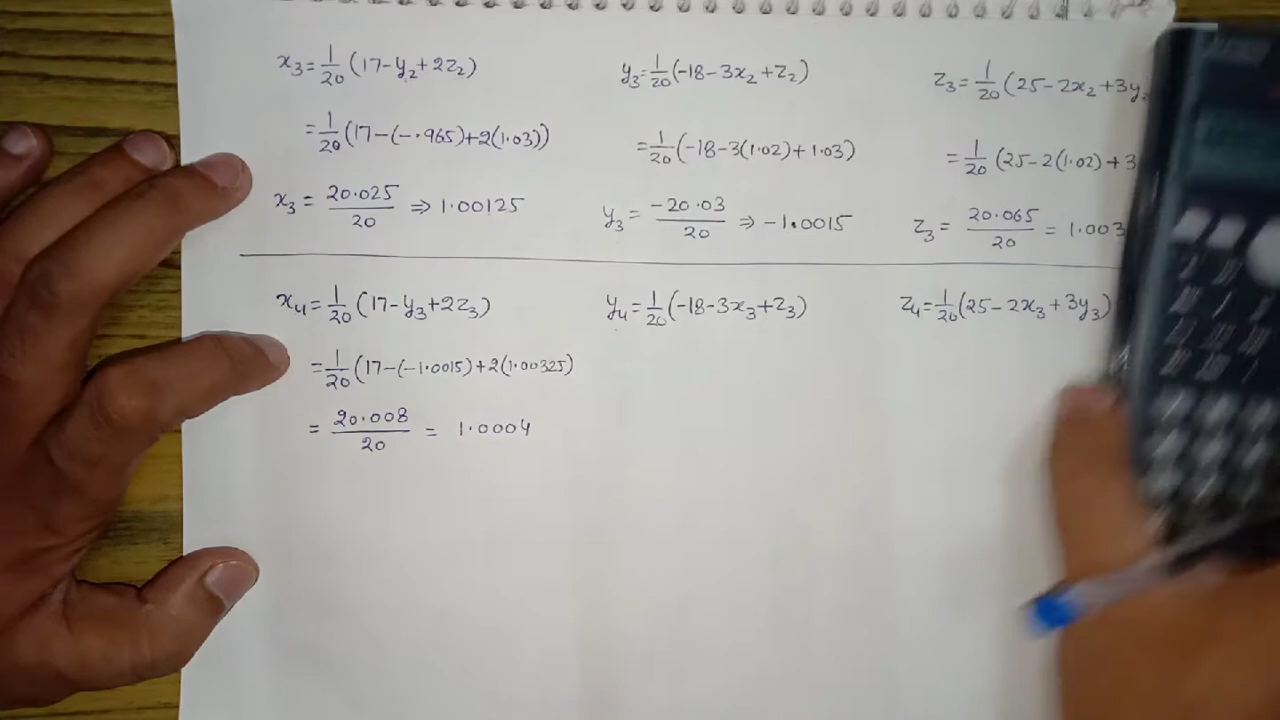 x₃=1/20(17-y₂+2z₂)
=1/20(17-(-.965)+2(1.03))
x₃ = 20.025/20 ⇒ 1.00125
y₃=1/20(-18-3x₂+z₂)
=1/20(-18-3(1.02)+1.03)
y₃ = -20.03/20 ⇒ -1.0015
z₃=1/20(25-2x₂+3y
=1/20(25-2(1.02)+3
z₃ = 20.065/20 = 1.003
x₄=1/20(17-y₃+2z₃)
=1/20(17-(-1.0015)+2(1.00325)
= 20.008/20 = 1.0004
y₄=1/20(-18-3x₃+z₃)
z₄=1/20(25-2x₃+3y₃)